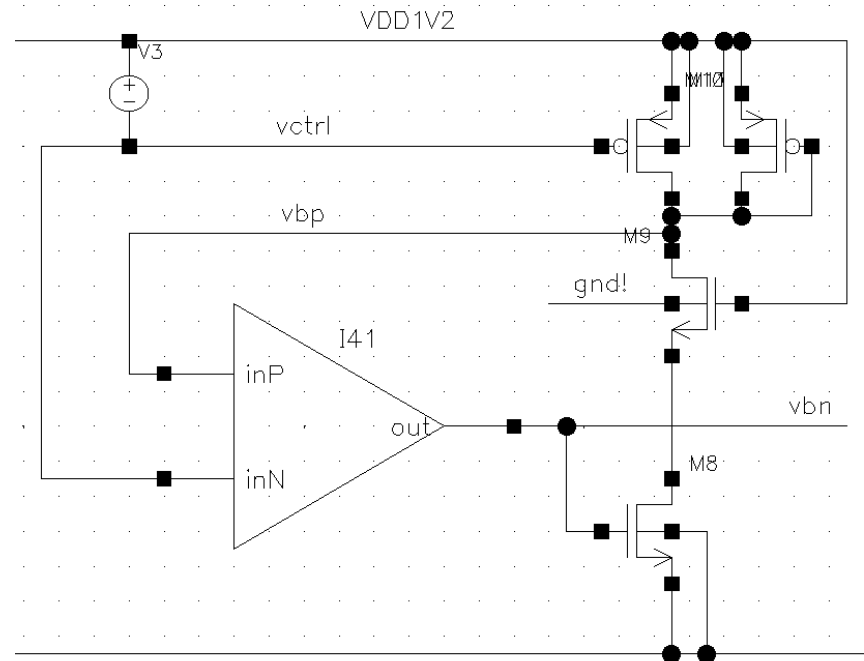 VDD1V2
V3
vctrl
vbp
M9
gnd!
I41
inP
vbn
out
M8
inN